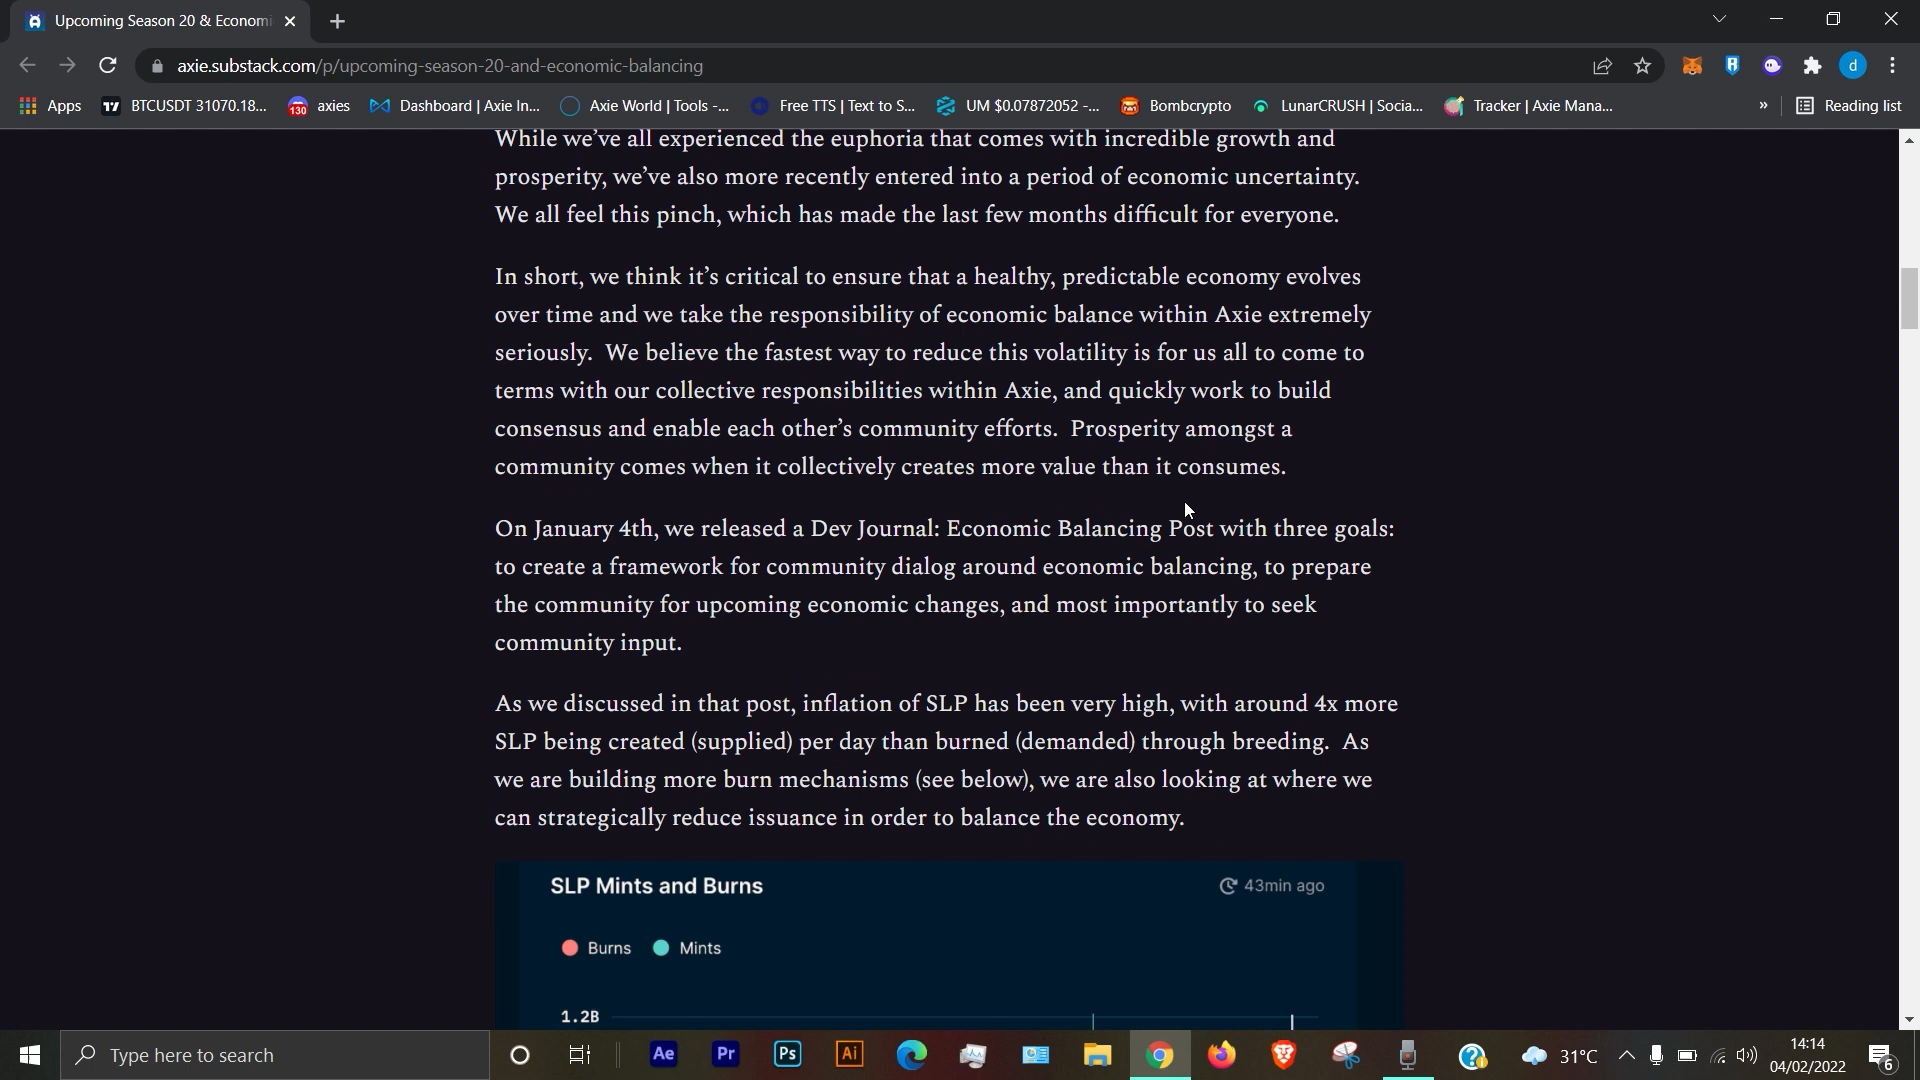 Upcoming Season 20 & Economi
axie.substack.com/p/upcoming-season-20-and-economic-balancing
d
Apps
BTCUSDT 31070.18...
130
axies
Dashboard | Axie In...
Axie World | Tools -...
Free TTS | Text to S...
UM $0.07872052 -...
Bombcrypto
LunarCRUSH | Socia...
Tracker | Axie Mana...
»
Reading list
While we've all experienced the euphoria that comes with incredible growth and
prosperity, we've also more recently entered into a period of economic uncertainty.
We all feel this pinch, which has made the last few months difficult for everyone.
In short, we think it's critical to ensure that a healthy, predictable economy evolves
over time and we take the responsibility of economic balance within Axie extremely
seriously.  We believe the fastest way to reduce this volatility is for us all to come to
terms with our collective responsibilities within Axie, and quickly work to build
consensus and enable each other's community efforts.  Prosperity amongst a
community comes when it collectively creates more value than it consumes.
On January 4th, we released a Dev Journal: Economic Balancing Post with three goals:
to create a framework for community dialog around economic balancing, to prepare
the community for upcoming economic changes, and most importantly to seek
community input.
As we discussed in that post, inflation of SLP has been very high, with around 4x more
SLP being created (supplied) per day than burned (demanded) through breeding.  As
we are building more burn mechanisms (see below), we are also looking at where we
can strategically reduce issuance in order to balance the economy.
SLP Mints and Burns
43min ago
Burns
Mints
1.2B
Type here to search
Ae
Pr
Ps
Ai
31°C
14:14
04/02/2022
6